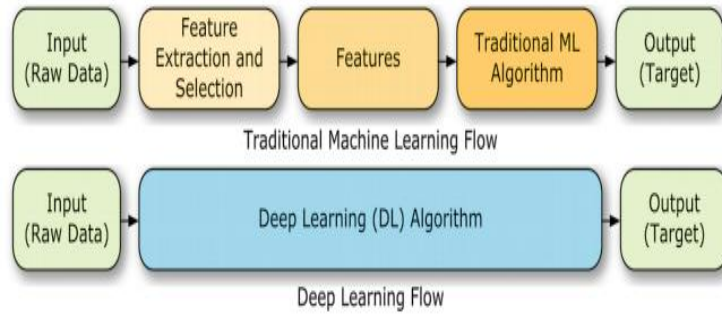 Input
(Raw Data)
Feature
Extraction and
Selection
Features
Traditional ML
Algorithm
Output
(Target)
Traditional Machine Learning Flow
Input
(Raw Data)
Deep Learning (DL) Algorithm
Output
(Target)
Deep Learning Flow